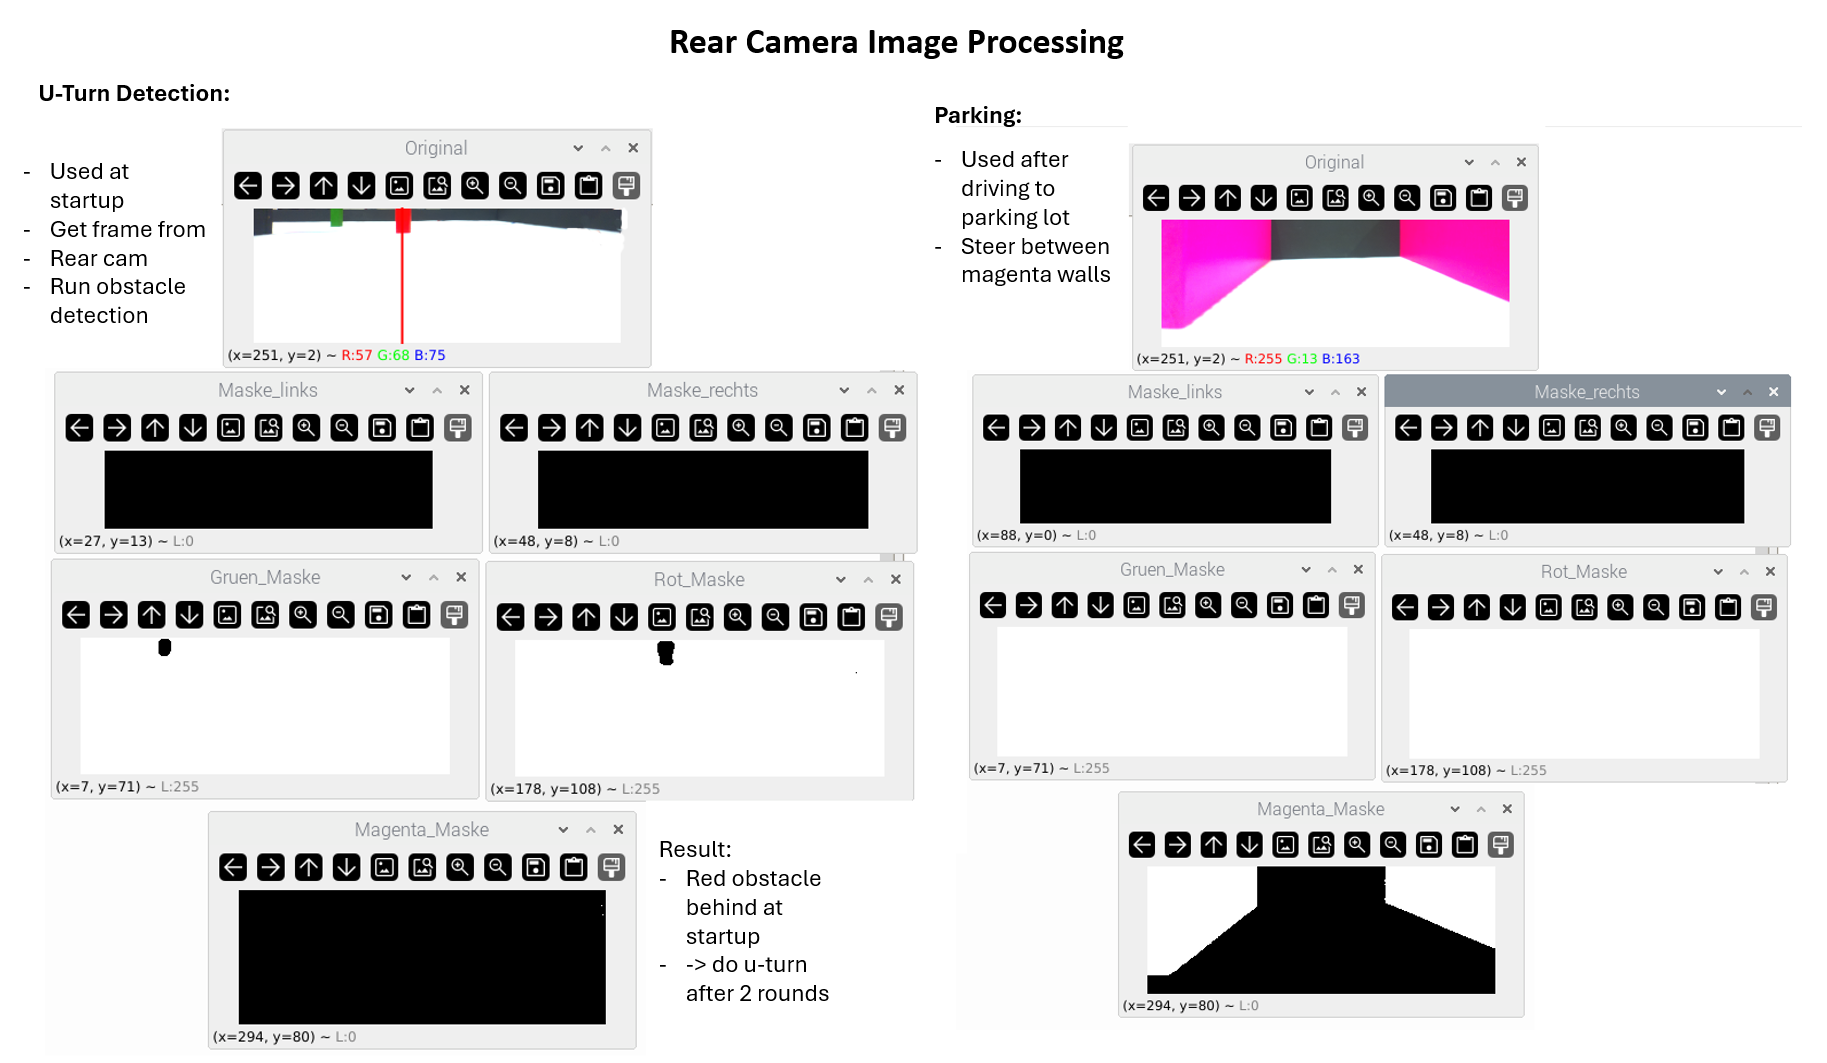 Rear Camera Image Processing
U-Turn Detection:
- Used at
startup
- Get frame from
- Rear cam
- Run obstacle
detection
Original
(x=251, y=2) ~ R:57 G:68 B:75
Maske_links
(x=27, y=13) ~ L:0
Maske_rechts
(x=48, y=8) ~ L:0
Gruen_Maske
(x=7, y=71) ~ L:255
Rot_Maske
(x=178, y=108) ~ L:255
Magenta_Maske
(x=294, y=80) ~ L:0
Result:
- Red obstacle
behind at
startup
- -> do u-turn
after 2 rounds
Parking:
- Used after
driving to
parking lot
- Steer between
magenta walls
Original
(x=251, y=2) ~ R:255 G:13 B:163
Maske_links
(x=88, y=0) ~ L:0
Maske_rechts
(x=48, y=8) ~ L:0
Gruen_Maske
(x=7, y=71) ~ L:255
Rot_Maske
(x=178, y=108) ~ L:255
Magenta_Maske
(x=294, y=80) ~ L:0